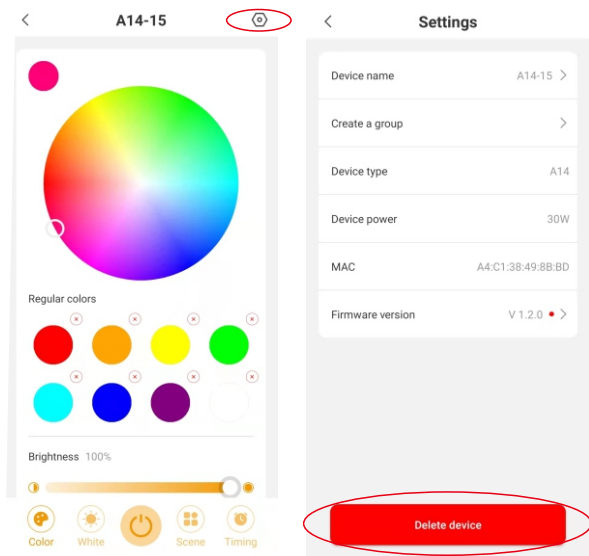 A14-15
Regular colors
Brightness 100%
Color White Scene Timing
Settings
Device name A14-15
Create a group
Device type A14
Device power 30W
MAC A4:C1:38:49:8B:BD
Firmware version V 1.2.0
Delete device